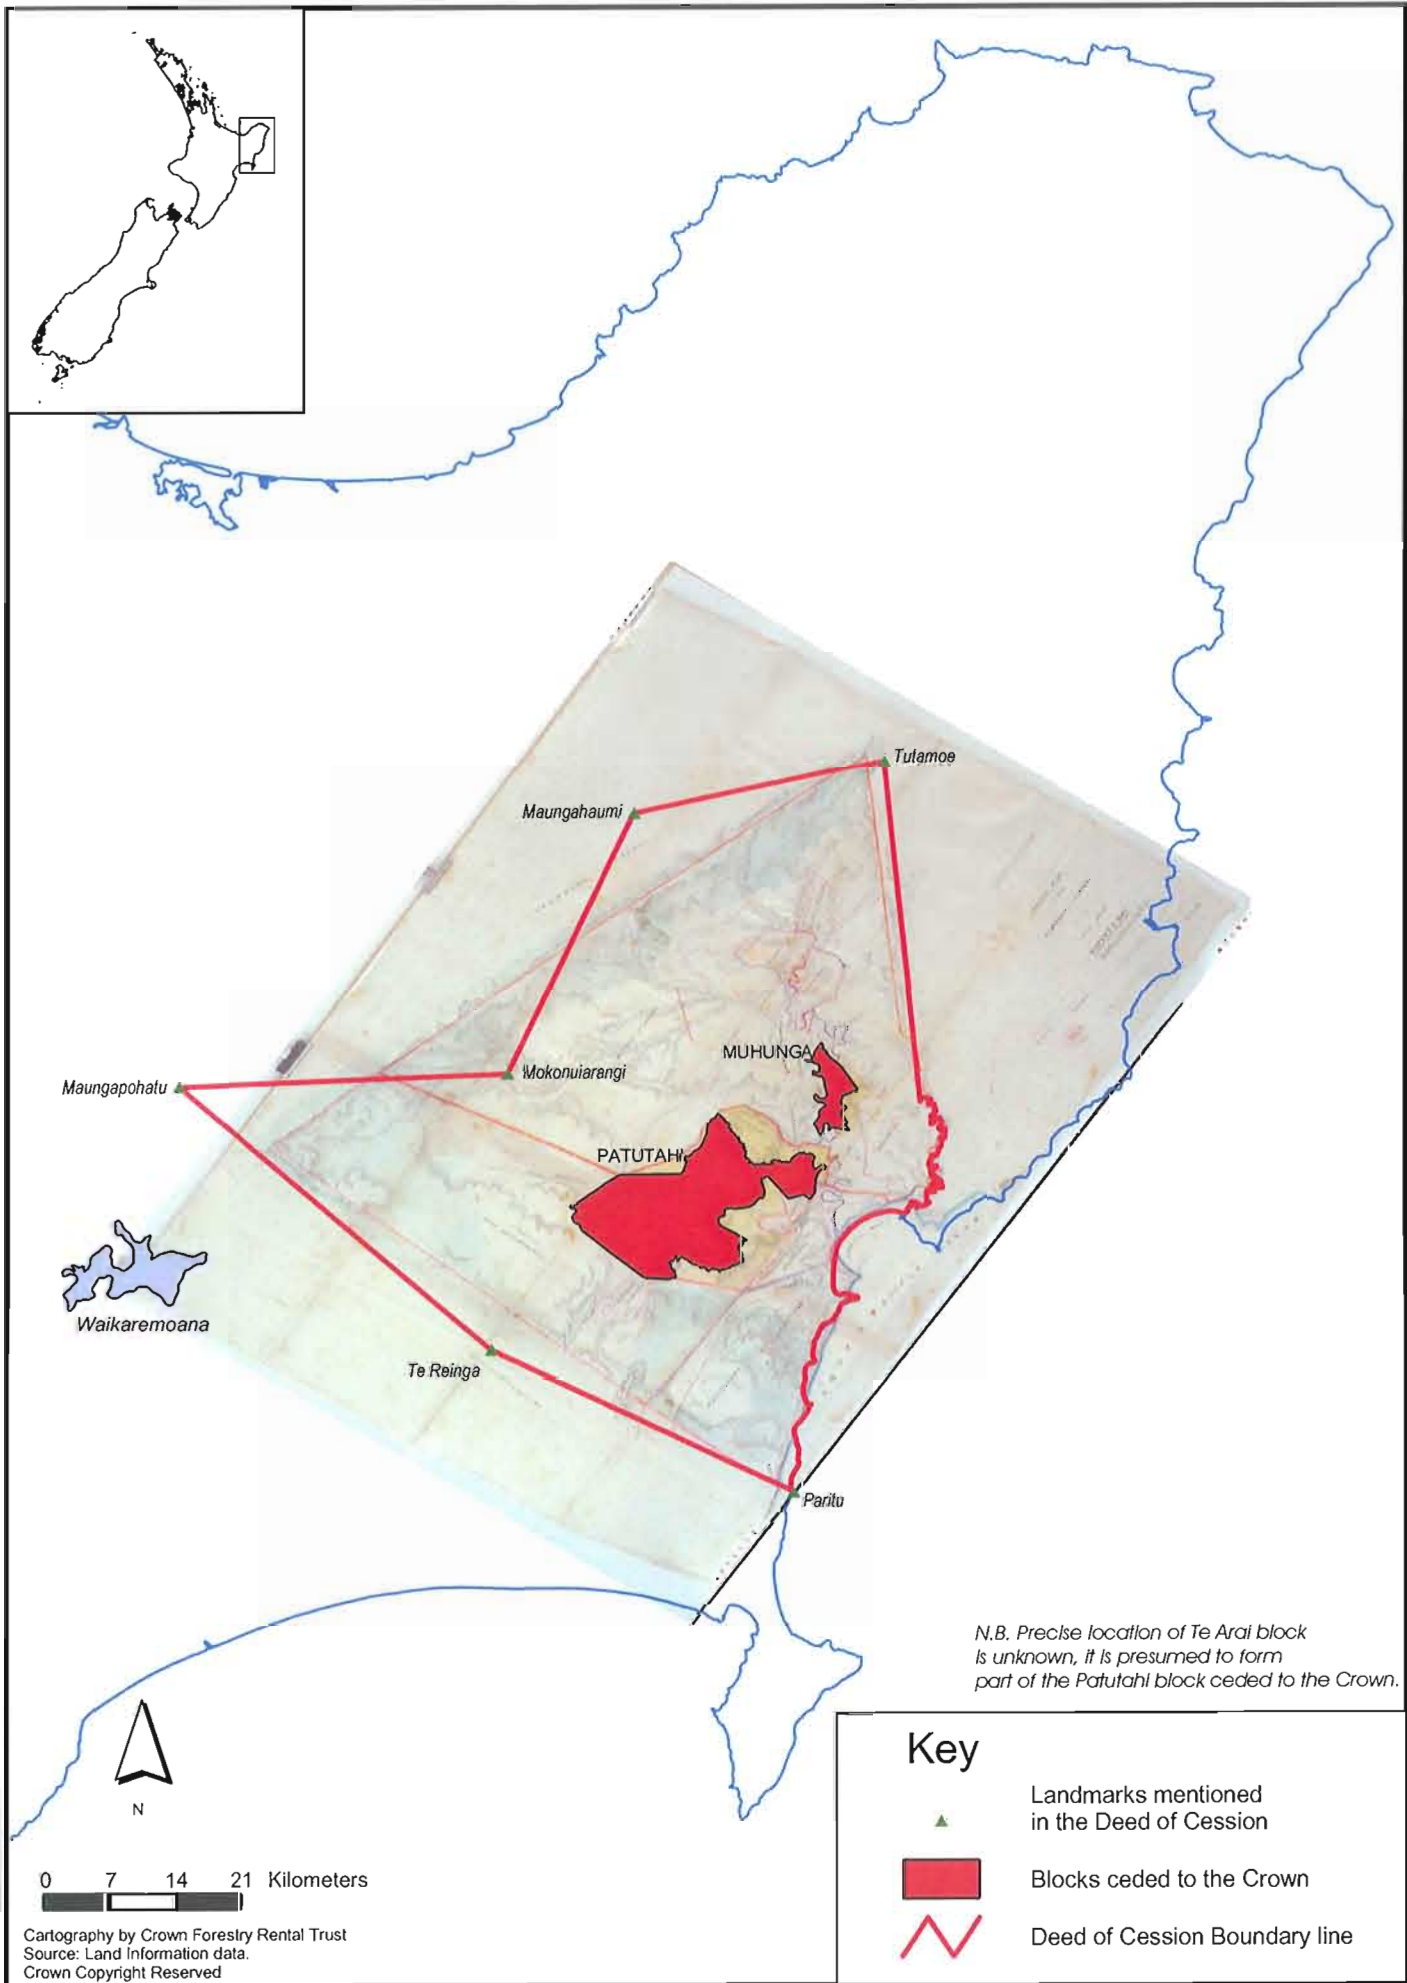 Tutamoe
Maungahaumi
MUHUNGA
Mokonuiarangi
Maungapohatu
PATUTAHI
Waikaremoana
Te Reinga
Paritu
N.B. Precise location of Te Arai block
is unknown, it is presumed to form
part of the Patutahi block ceded to the Crown.
N
0 7 14 21 Kilometers
Cartography by Crown Forestry Rental Trust
Source: Land Information data.
Crown Copyright Reserved
Key
Landmarks mentioned
in the Deed of Cession
Blocks ceded to the Crown
Deed of Cession Boundary line